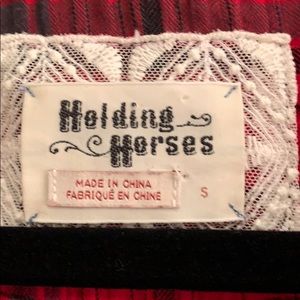 Holding
Horses
MADE IN CHINA
FABRIQUÉ EN CHINE
S